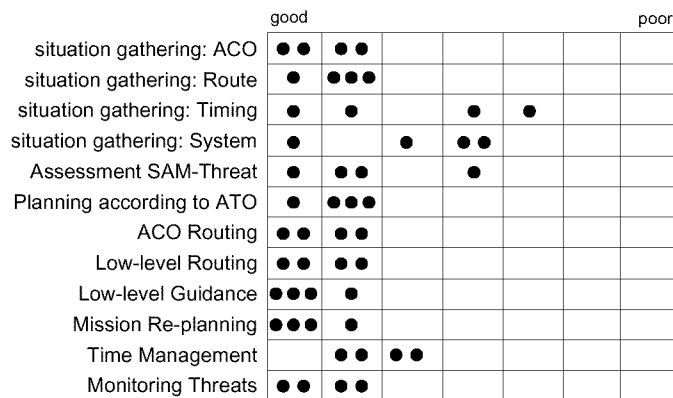 good poor
situation gathering: ACO
situation gathering: Route
situation gathering: Timing
situation gathering: System
Assessment SAM-Threat
Planning according to ATO
ACO Routing
Low-level Routing
Low-level Guidance
Mission Re-planning
Time Management
Monitoring Threats